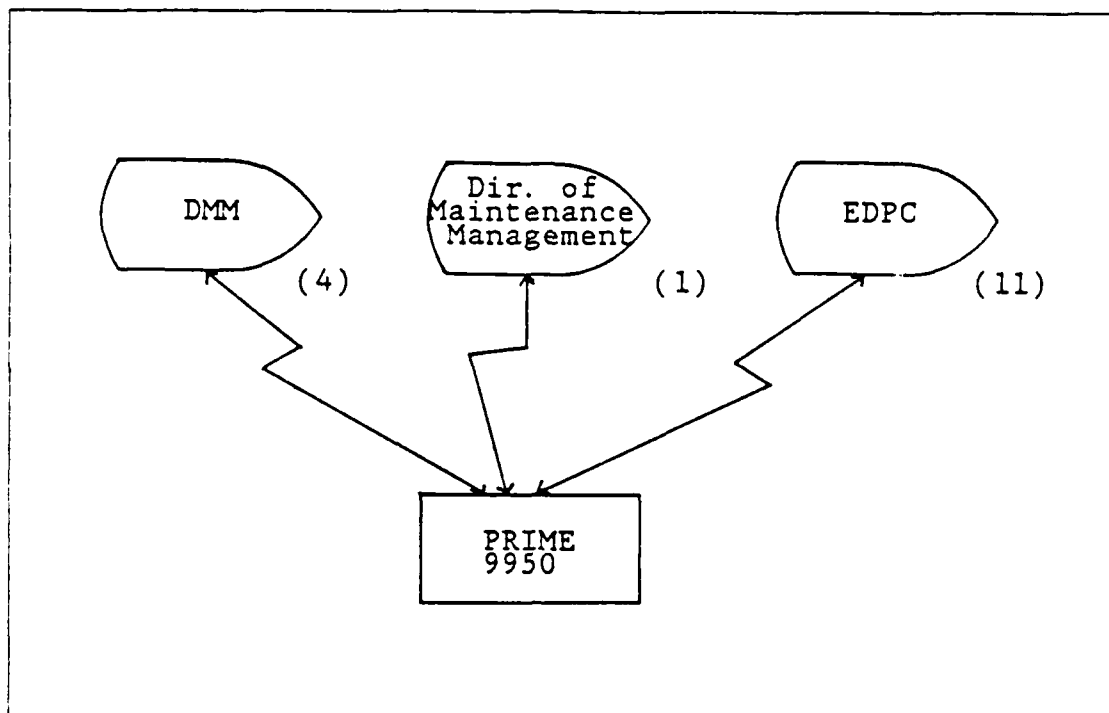 DMM
(4)
Dir. of
Maintenance
Management
(1)
EDPC
(11)
PRIME
9950